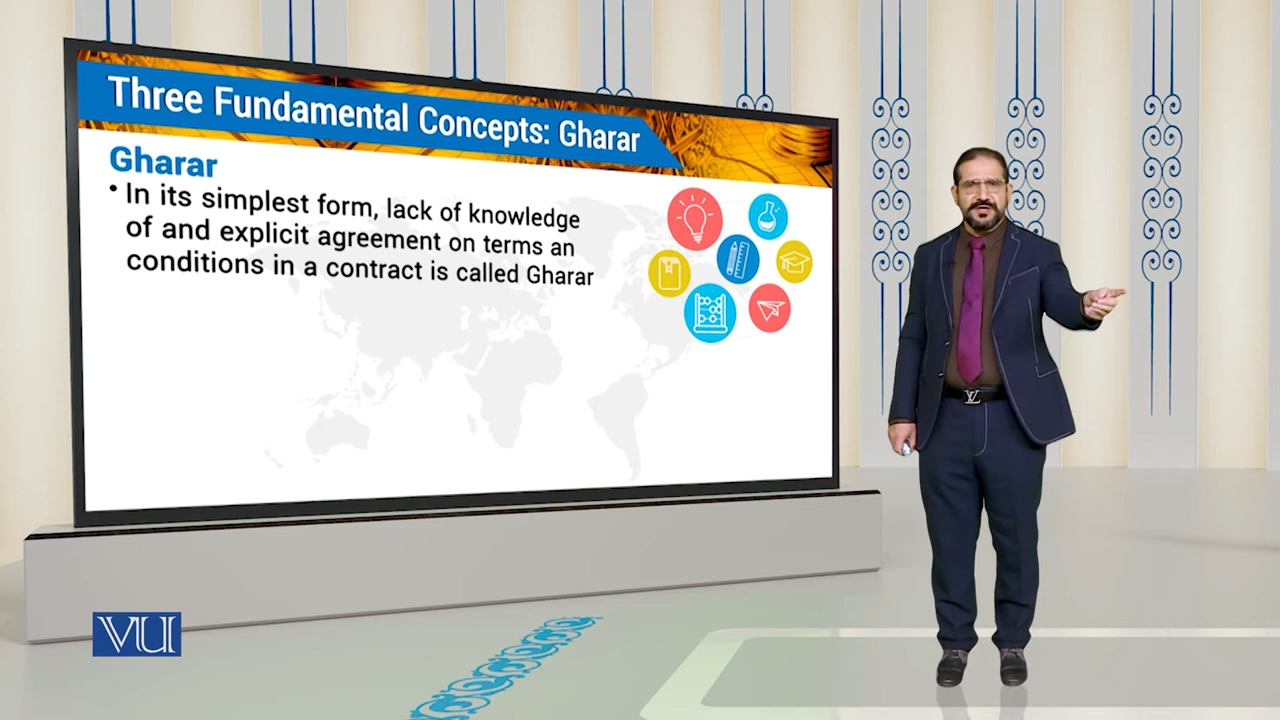 Three Fundamental Concepts: Gharar
Gharar
• In its simplest form, lack of knowledge
of and explicit agreement on terms an
conditions in a contract is called Gharar
VU